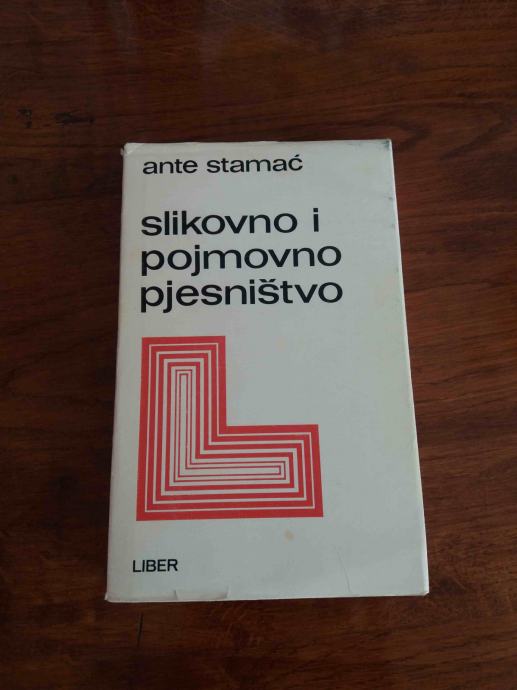 ante stamać
slikovno i
pojmovno
pjesništvo
LIBER